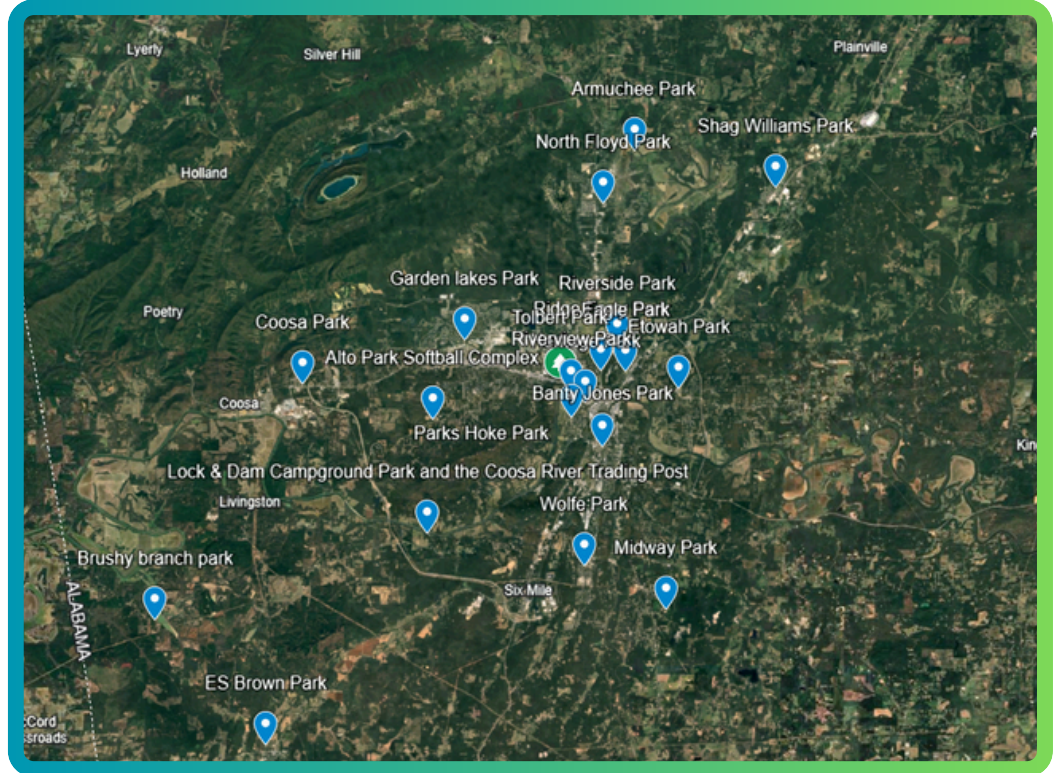 Lyerly
Silver Hill
Plainville
Armuchee Park
Shag Williams Park
North Floyd Park
Holland
Garden lakes Park
Riverside Park
Poetry
Eagle Park
Tolbert Park
Coosa Park
Etowah Park
Riverview Park
Alto Park Softball Complex
Banty Jones Park
Coosa
Parks Hoke Park
Lock & Dam Campground Park and the Coosa River Trading Post
Livingston
Wolfe Park
Midway Park
Brushy branch park
Six Mile
ALABAMA
ES Brown Park
Cord
ssroads